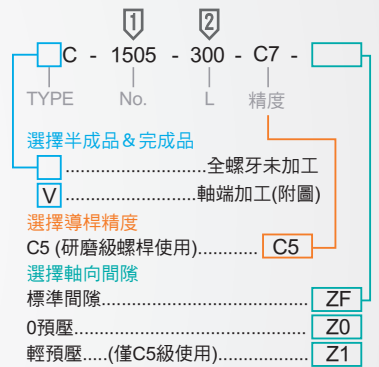 1 2
C - 1505 - 300 - C7 -
TYPE No. L 精度
選擇半成品&完成品
...........................全螺牙未加工
V .........................軸端加工(附圖)
選擇導桿精度
C5 (研磨級螺桿使用)............ C5
選擇軸向間隙
標準間隙........................................ ZF
0預壓............................................. Z0
輕預壓.....(僅C5級使用)................. Z1